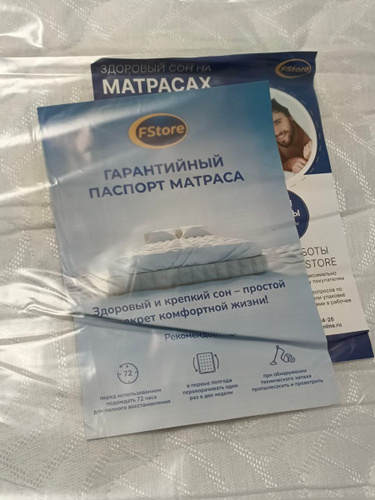 ЗДОРОВЫЙ СОН НА
МАТРАСАХ
FStore
FStore
ГАРАНТИЙНЫЙ
ПАСПОРТ МАТРАСА
Здоровый и крепкий сон – простой
секрет комфортной жизни!
72
перед использованием
подождать 72 часа
для полного восстановления
в первые полгода
переворачивать один
раз в две недели
при обнаружении
технического запаха
пропылесосить и проветрить
STORE